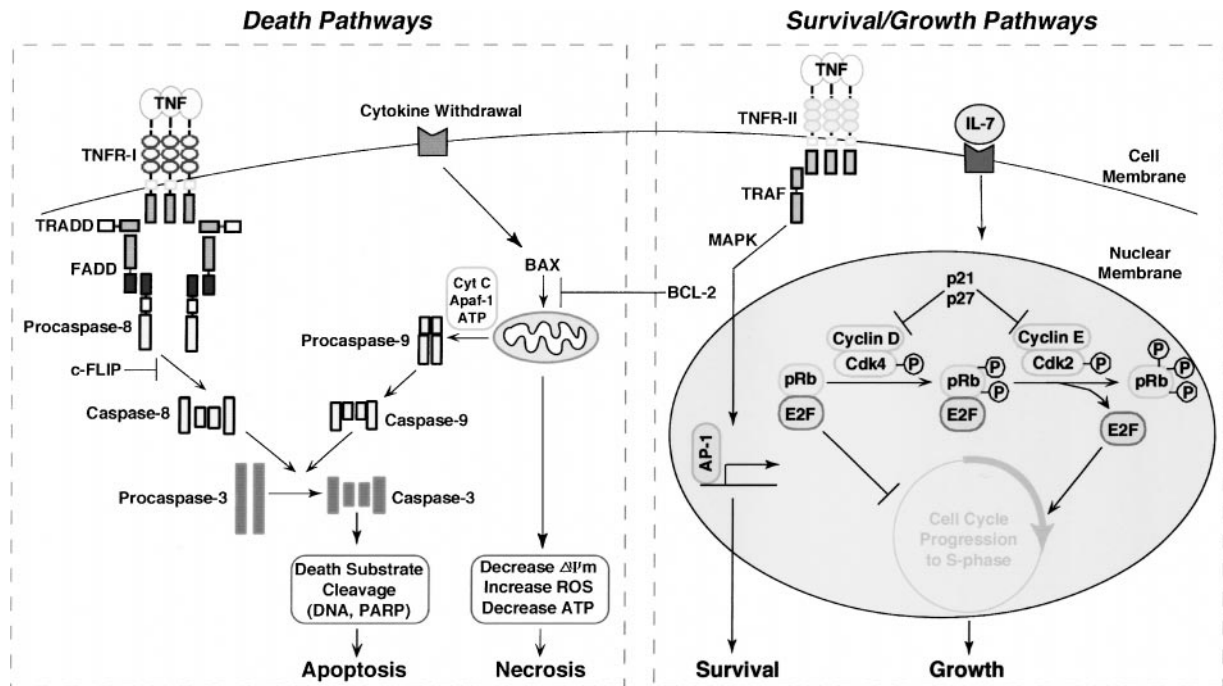 Death Pathways
TNF
TNFR-I
Cytokine Withdrawal
TRADD
FADD
Procaspase-8
c-FLIP
Caspase-8
BAX
Cyt C
Apaf-1
ATP
Procaspase-9
Caspase-9
Procaspase-3
Caspase-3
Death Substrate
Cleavage
(DNA, PARP)
Decrease ΔΨm
Increase ROS
Decrease ATP
Apoptosis
Necrosis
Survival/Growth Pathways
TNF
TNFR-II
IL-7
Cell
Membrane
TRAF
MAPK
Nuclear
Membrane
BCL-2
p21
p27
Cyclin D
Cdk4
P
Cyclin E
Cdk2
P
pRb
E2F
pRb
P
P
E2F
pRb
P
P
P
E2F
AP-1
Cell Cycle
Progression
to S-phase
Survival
Growth